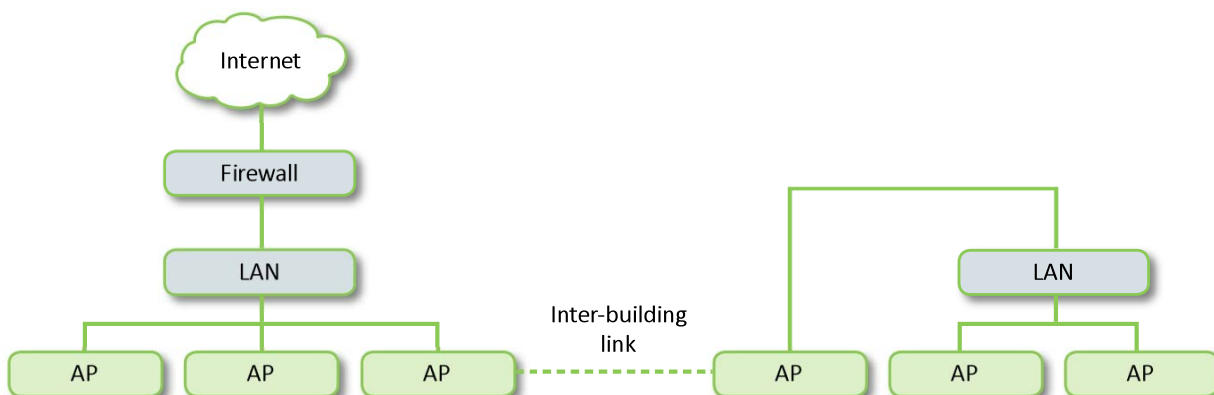 Internet
Firewall
LAN
LAN
Inter-building
link
AP
AP
AP
AP
AP
AP